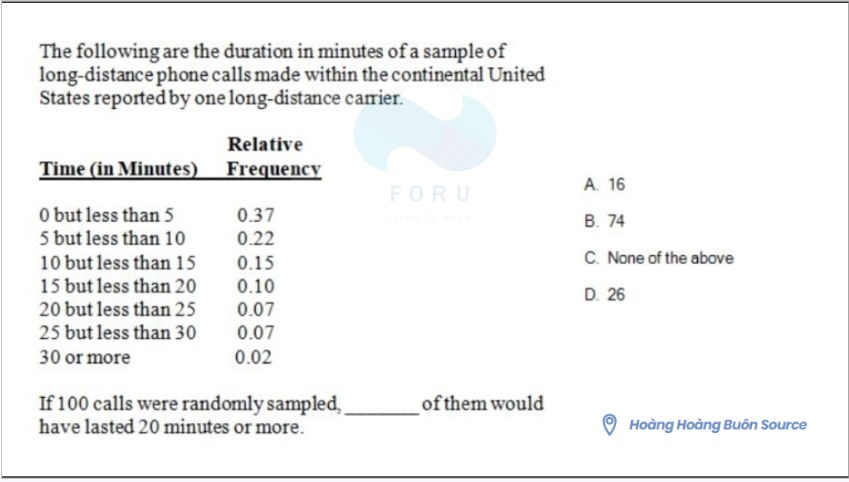 The following are the duration in minutes of a sample of
long-distance phone calls made within the continental United
States reported by one long-distance carrier.
Relative
Time (in Minutes) Frequency
0 but less than 5 0.37
5 but less than 10 0.22
10 but less than 15 0.15
15 but less than 20 0.10
20 but less than 25 0.07
25 but less than 30 0.07
30 or more 0.02
If 100 calls were randomly sampled, ________ of them would
have lasted 20 minutes or more.
FORU
A. 16
B. 74
C. None of the above
D. 26
Hoàng Hoàng Buôn Source